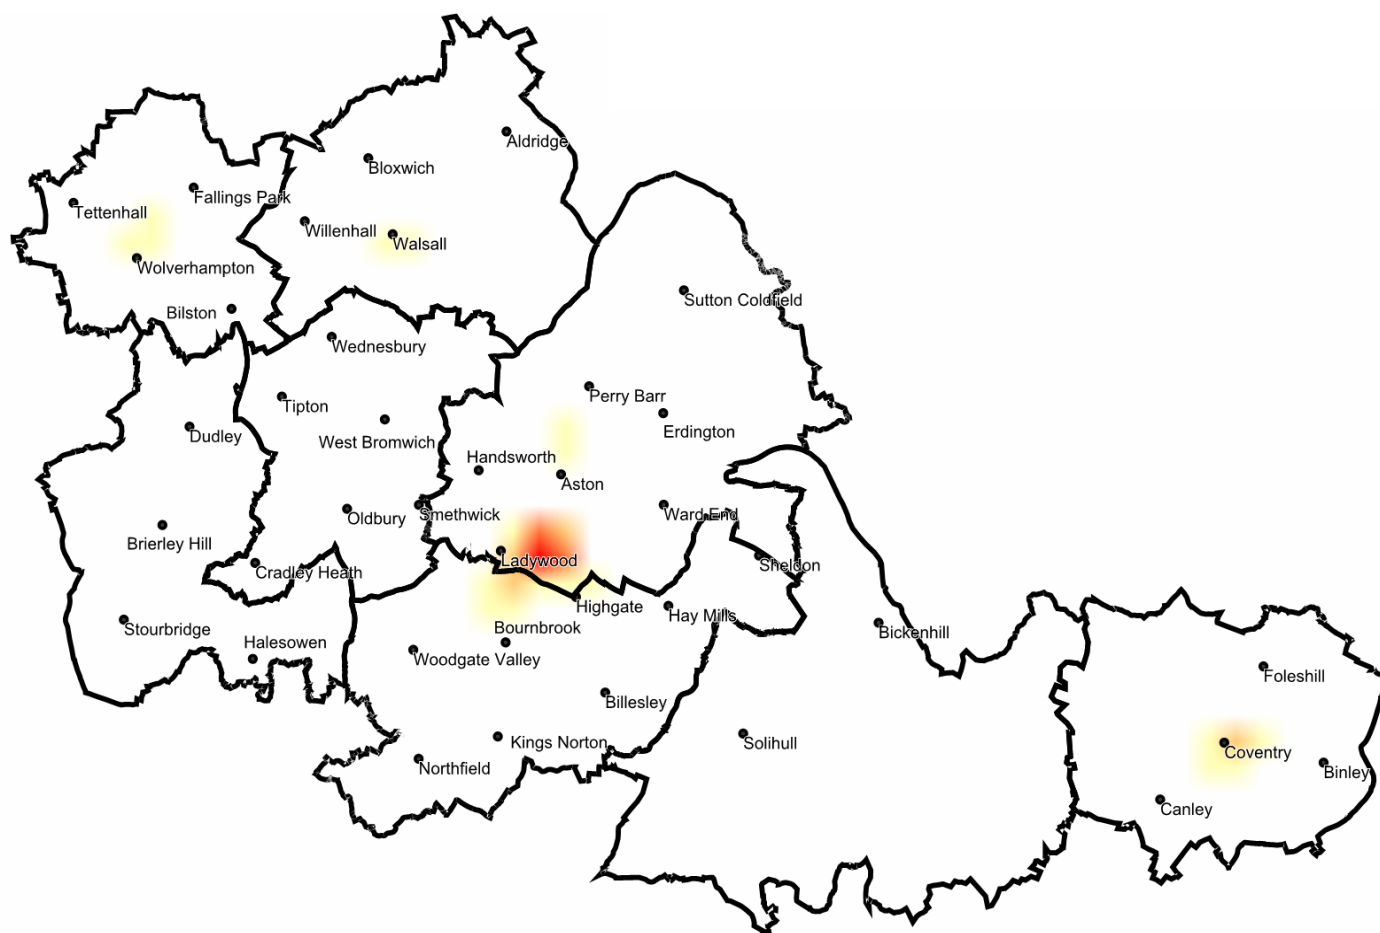 Aldridge
Bloxwich
Fallings Park
Tettenhall
Willenhall
Walsall
Wolverhampton
Sutton Coldfield
Bilston
Wednesbury
Perry Barr
Tipton
Erdington
Dudley
West Bromwich
Handsworth
Aston
Oldbury
Smethwick
Ward End
Brierley Hill
Ladywood
Sheldon
Cradley Heath
Highgate
Hay Mills
Stourbridge
Bournbrook
Bickenhill
Halesowen
Woodgate Valley
Foleshill
Billesley
Kings Norton
Solihull
Coventry
Northfield
Binley
Canley